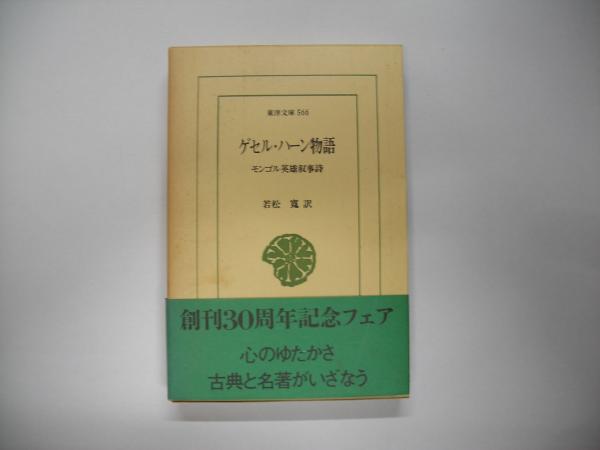 東洋文庫 566
ゲセル・ハーン物語
モンゴル英雄叙事詩
若松 寛 訳
創刊30周年記念フェア
心のゆたかさ
古典と名著がいざなう